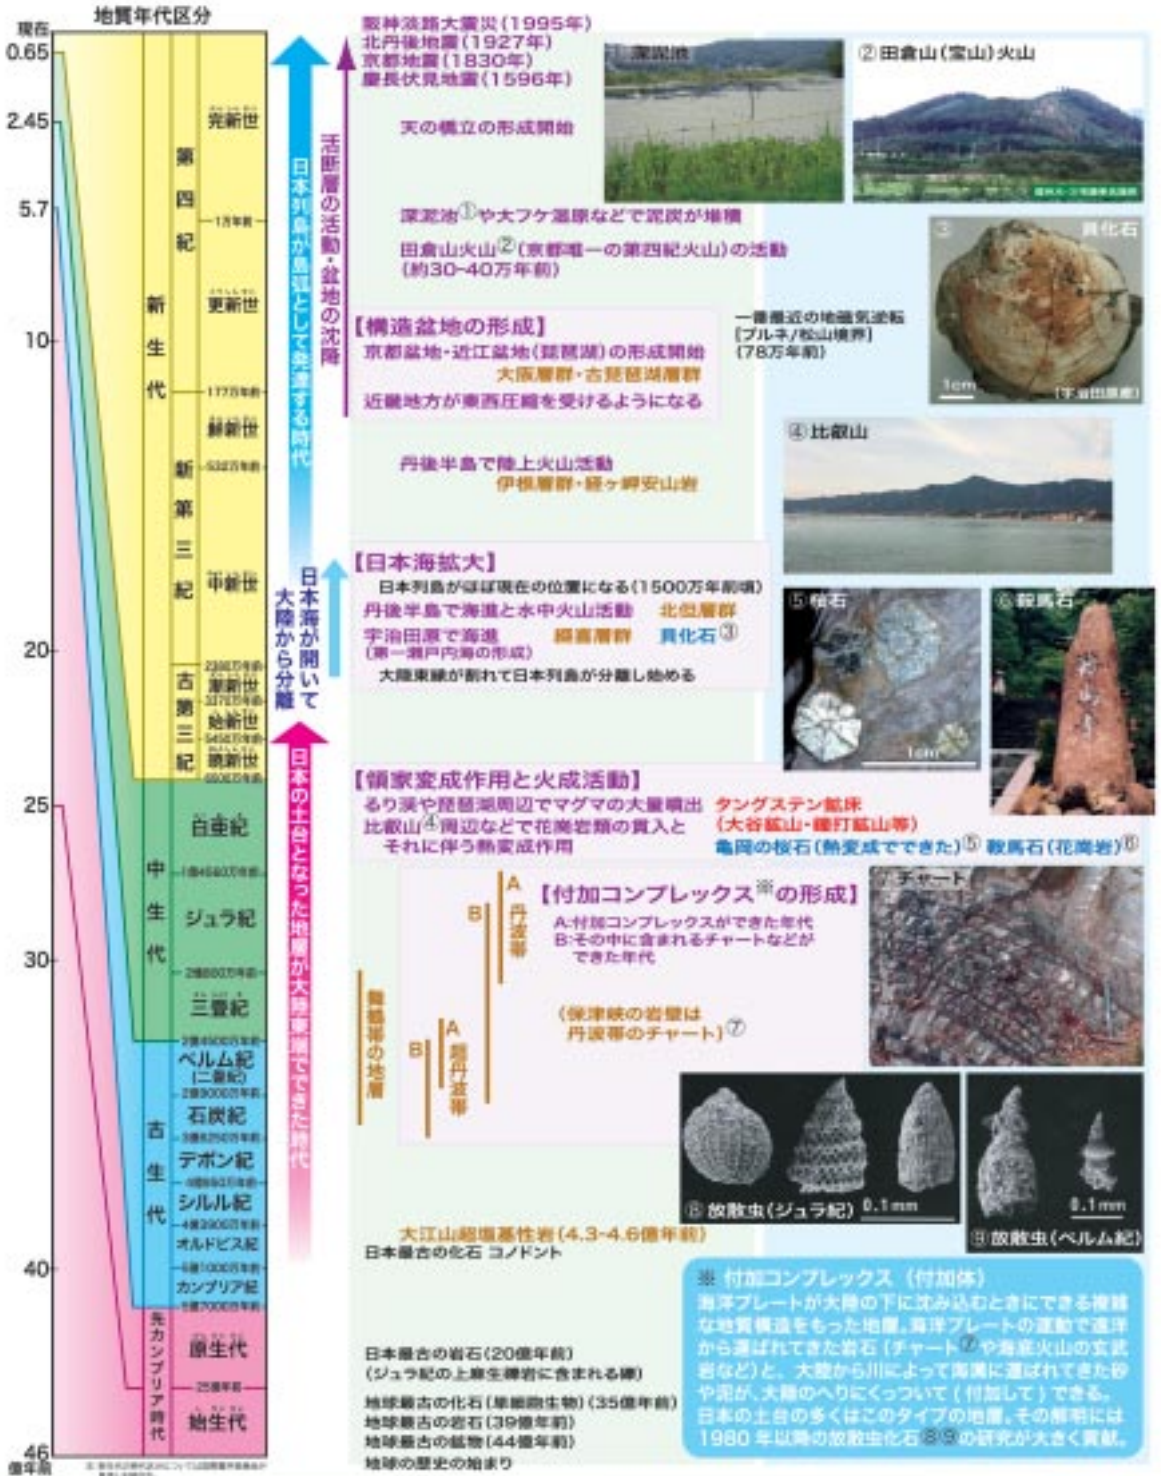 地質年代区分
現在
0.65
2.45
5.7
10
20
25
30
40
46
億年前
新生代
第四紀
完新世
1万年前
更新世
177万年前
新第三紀
鮮新世
532万年前
中新世
古第三紀
漸新世
始新世
暁新世
中生代
白亜紀
ジュラ紀
三畳紀
古生代
ペルム紀
(二畳紀)
石炭紀
デボン紀
シルル紀
オルドビス紀
カンブリア紀
先カンブリア時代
原生代
25億年前
始生代
日本列島が島弧として発達する時代
活断層の活動・盆地の沈降
日本海が開いて
大陸から分離
日本の土台となった地層が大陸東縁でできた時代
阪神淡路大震災(1995年)
北丹後地震(1927年)
京都地震(1830年)
慶長伏見地震(1596年)
天の橋立の形成開始
深泥池①や大フケ湿原などで泥炭が堆積
田倉山火山②(京都唯一の第四紀火山)の活動
(約30-40万年前)
【構造盆地の形成】
京都盆地・近江盆地(琵琶湖)の形成開始
大阪層群・古琵琶湖層群
近畿地方が東西圧縮を受けるようになる
一番最近の地磁気逆転
[ブルネ/松山境界]
(78万年前)
丹後半島で陸上火山活動
伊根層群・経ヶ岬安山岩
【日本海拡大】
日本列島がほぼ現在の位置になる(1500万年前頃)
丹後半島で海進と水中火山活動 北但層群
宇治田原で海進 綴喜層群 貝化石③
(第一瀬戸内海の形成)
大陸東縁が割れて日本列島が分離し始める
【領家変成作用と火成活動】
るり渓や琵琶湖周辺でマグマの大量噴出 タングステン鉱床
(大谷鉱山・鐘打鉱山等)
比叡山④周辺などで花崗岩類の貫入と
それに伴う熱変成作用
亀岡の桜石(熱変成でできた)⑤ 鞍馬石(花崗岩)⑥
【付加コンプレックス※の形成】
A:付加コンプレックスができた年代
B:その中に含まれるチャートなどが
できた年代
A
B
丹波帯
(保津峡の岩壁は
丹波帯のチャート)⑦
A
B
超丹波帯
舞鶴帯の地層
大江山超塩基性岩(4.3-4.6億年前)
日本最古の化石 コノドント
日本最古の岩石(20億年前)
(ジュラ紀の上麻生礫岩に含まれる礫)
地球最古の化石(単細胞生物)(35億年前)
地球最古の岩石(39億年前)
地球最古の鉱物(44億年前)
地球の歴史の始まり
① 深泥池
② 田倉山(宝山)火山
③ 貝化石
1cm
(宇治田原産)
④ 比叡山
⑤ 桜石
1cm
⑥ 鞍馬石
⑦ チャート
⑧ 放散虫(ジュラ紀) 0.1mm
0.1mm
⑨ 放散虫(ペルム紀)
※ 付加コンプレックス (付加体)
海洋プレートが大陸の下に沈み込むときにできる複雑
な地質構造をもった地層。海洋プレートの運動で遠洋
から運ばれてきた岩石(チャート⑦や海底火山の玄武
岩など)と、大陸から川によって海溝に運ばれてきた砂
や泥が、大陸のへりにくっついて(付加して)できる。
日本の土台の多くはこのタイプの地層。その解明には
1980年以降の放散虫化石⑧⑨の研究が大きく貢献。